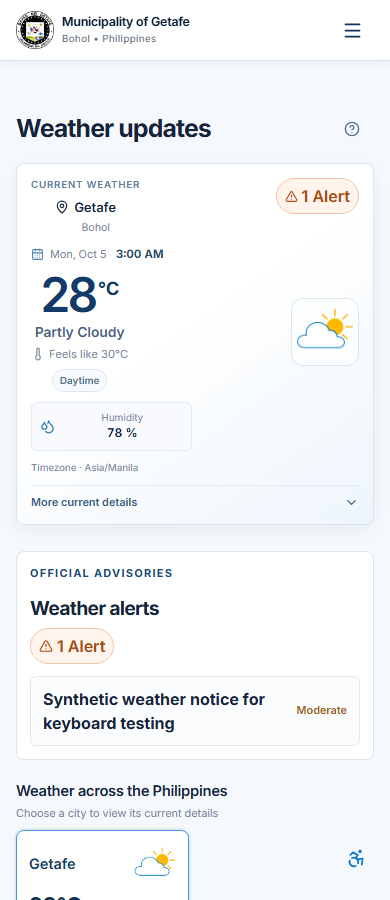 Municipality of Getafe
Bohol • Philippines
Weather updates
CURRENT WEATHER
1 Alert
Getafe
Bohol
Mon, Oct 5 3:00 AM
28°C
Partly Cloudy
Feels like 30°C
Daytime
Humidity
78 %
Timezone · Asia/Manila
More current details
OFFICIAL ADVISORIES
Weather alerts
1 Alert
Synthetic weather notice for
keyboard testing
Moderate
Weather across the Philippines
Choose a city to view its current details
Getafe